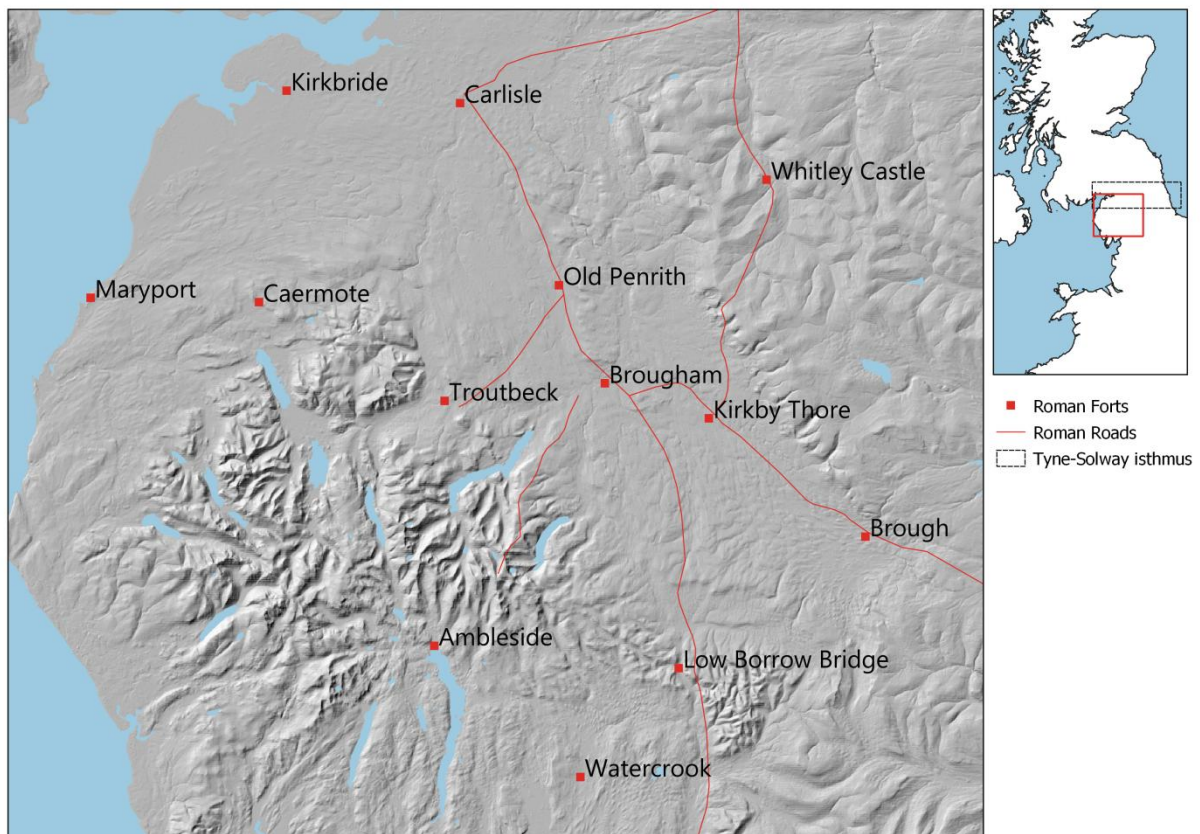 Kirkbride
Carlisle
Whitley Castle
Old Penrith
Maryport
Caermote
Brougham
Troutbeck
Kirkby Thore
Brough
Ambleside
Low Borrow Bridge
Watercrook
Roman Forts
Roman Roads
Tyne-Solway isthmus